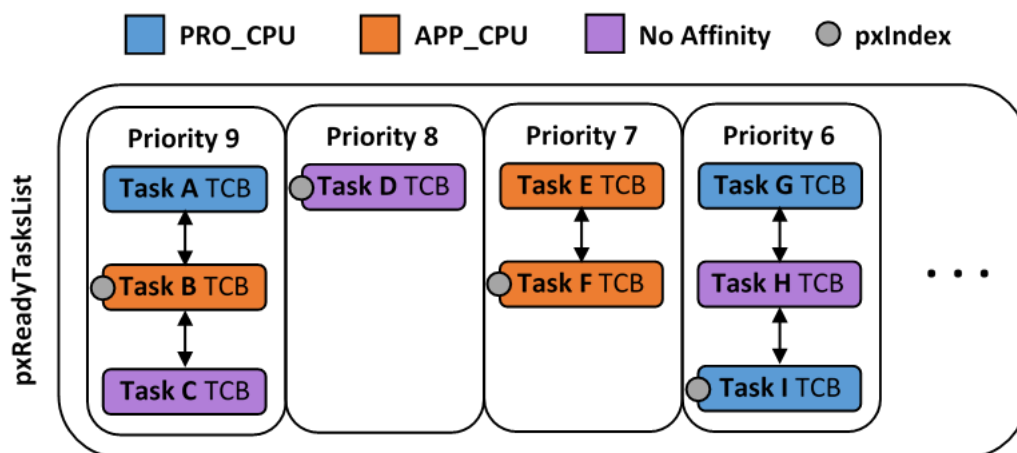 PRO_CPU APP_CPU No Affinity pxIndex
pxReadyTasksList
Priority 9 Priority 8 Priority 7 Priority 6
Task A TCB Task D TCB Task E TCB Task G TCB
Task B TCB Task F TCB Task H TCB
Task C TCB Task I TCB
...